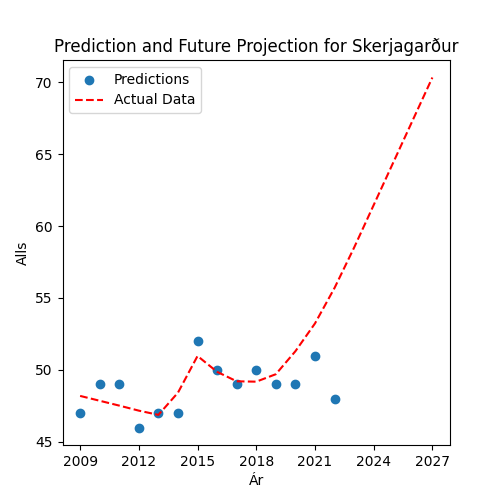 Prediction and Future Projection for Skerjagarður
Predictions
Actual Data
70
65
60
55
50
45
Alls
2009 2012 2015 2018 2021 2024 2027
Ár